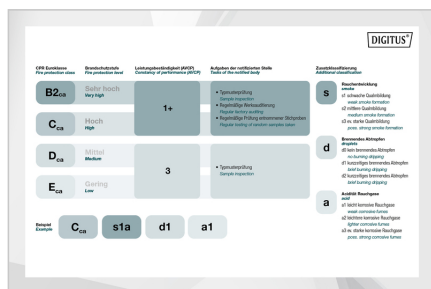 DIGITUS®
CPR Euroklasse
Fire protection class
Brandschutzstufe
Fire protection level
Leistungsbeständigkeit (AVCP)
Constancy of performance (AVCP)
Aufgaben der notifizierten Stelle
Tasks of the notified body
Zusatzklassifizierung
Additional classification
B2ca
Sehr hoch
Very high
1+
• Typmusterprüfung
Sample inspection
• Regelmäßige Werksauditierung
Regular factory auditing
• Regelmäßige Prüfung entnommener Stichproben
Regular testing of random samples taken
Cca
Hoch
High
Dca
Mittel
Medium
3
• Typmusterprüfung
Sample inspection
Eca
Gering
Low
s
Rauchentwicklung
smoke
s1 schwache Qualmbildung
weak smoke formation
s2 mittlere Qualmbildung
medium smoke formation
s3 ev. starke Qualmbildung
poss. strong smoke formation
d
Brennendes Abtropfen
droplets
d0 kein brennendes Abtropfen
no burning dripping
d1 kurzzeitiges brennendes Abtropfen
brief burning dripping
d2 kurzzeitiges brennendes Abtropfen
brief burning dripping
a
Acidität Rauchgase
acid
a1 leicht korrosive Rauchgase
weak corrosive fumes
a2 leichtere korrosive Rauchgase
lighter corrosive fumes
a3 ev. starke korrosive Rauchgase
poss. strong corrosive fumes
Beispiel
Example
Cca
s1a
d1
a1